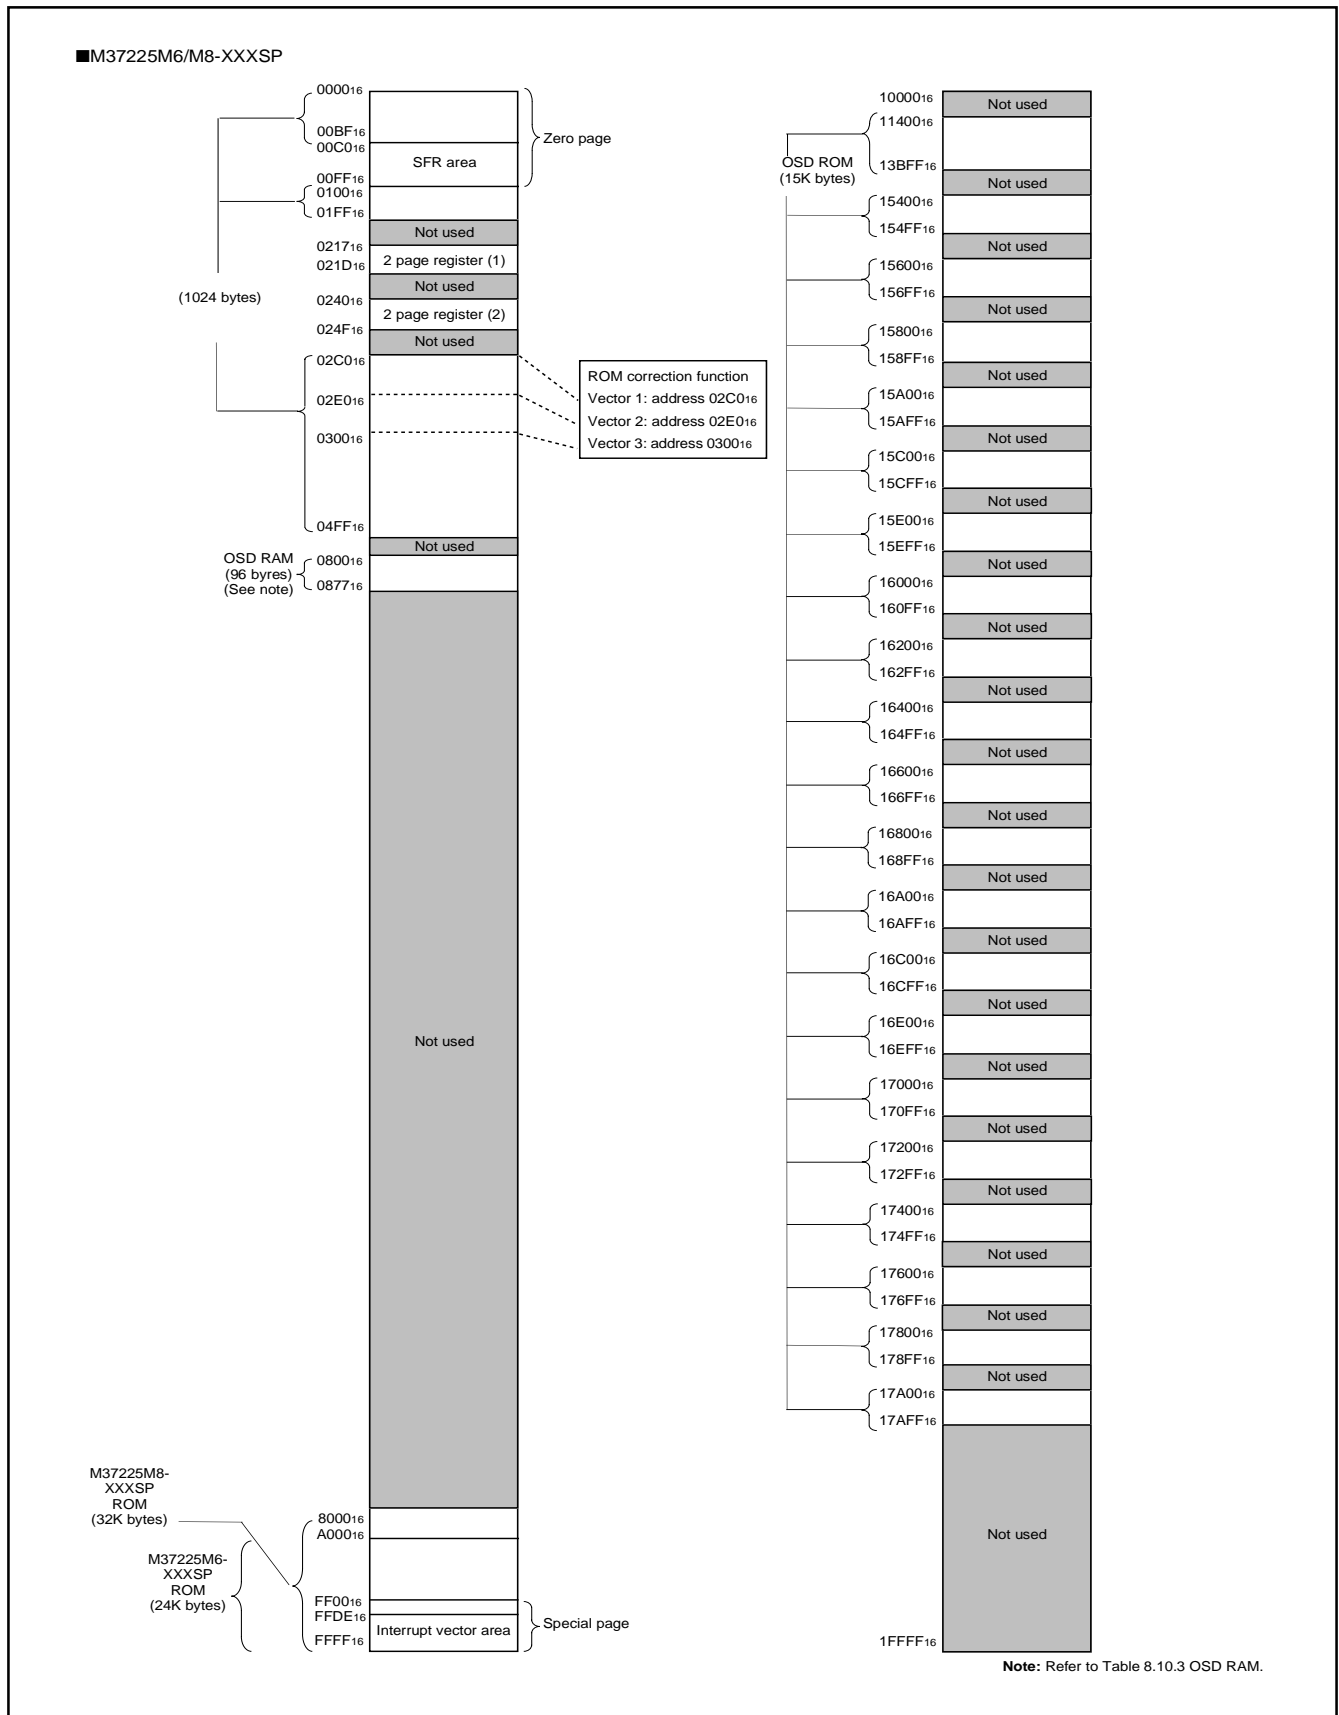 ■M37225M6/M8-XXXSP
0000₁₆
00BF₁₆
00C0₁₆
SFR area
00FF₁₆
Zero page
0100₁₆
01FF₁₆
Not used
0217₁₆
2 page register (1)
021D₁₆
Not used
(1024 bytes)
0240₁₆
2 page register (2)
024F₁₆
Not used
02C0₁₆
02E0₁₆
0300₁₆
ROM correction function
Vector 1: address 02C0₁₆
Vector 2: address 02E0₁₆
Vector 3: address 0300₁₆
04FF₁₆
Not used
OSD RAM
(96 byres)
(See note)
0800₁₆
0877₁₆
Not used
M37225M8-
XXXSP
ROM
(32K bytes)
8000₁₆
A000₁₆
M37225M6-
XXXSP
ROM
(24K bytes)
FF00₁₆
FFDE₁₆
Interrupt vector area
FFFF₁₆
Special page
10000₁₆
Not used
11400₁₆
OSD ROM
(15K bytes)
13BFF₁₆
Not used
15400₁₆
154FF₁₆
Not used
15600₁₆
156FF₁₆
Not used
15800₁₆
158FF₁₆
Not used
15A00₁₆
15AFF₁₆
Not used
15C00₁₆
15CFF₁₆
Not used
15E00₁₆
15EFF₁₆
Not used
16000₁₆
160FF₁₆
Not used
16200₁₆
162FF₁₆
Not used
16400₁₆
164FF₁₆
Not used
16600₁₆
166FF₁₆
Not used
16800₁₆
168FF₁₆
Not used
16A00₁₆
16AFF₁₆
Not used
16C00₁₆
16CFF₁₆
Not used
16E00₁₆
16EFF₁₆
Not used
17000₁₆
170FF₁₆
Not used
17200₁₆
172FF₁₆
Not used
17400₁₆
174FF₁₆
Not used
17600₁₆
176FF₁₆
Not used
17800₁₆
178FF₁₆
Not used
17A00₁₆
17AFF₁₆
Not used
1FFFF₁₆
Note: Refer to Table 8.10.3 OSD RAM.